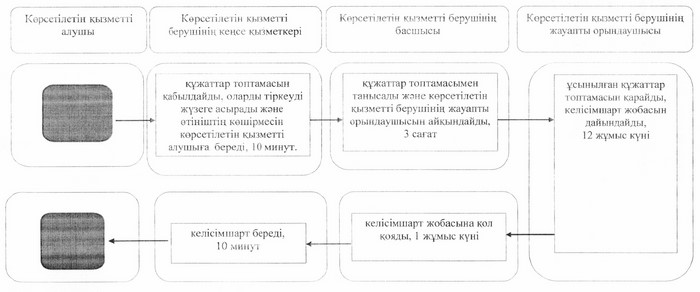 Көрсетілетін қызметті
алушы
Көрсетілетін қызметті
берушінің кеңсе қызметкері
Көрсетілетін қызметті берушінің
басшысы
Көрсетілетін қызметті берушінің
жауапты орындаушысы
құжаттар топтамасын
қабылдайды, оларды тіркеуді
жүзеге асырады және
өтініштің көшірмесін
көрсетілетін қызметті
алушыға береді, 10 минут.
құжаттар топтамасымен
танысады және көрсетілетін
қызметті берушінің жауапты
орындаушысын айқындайды,
3 сағат
ұсынылған құжаттар
топтамасын қарайды,
келісімшарт жобасын
дайындайды,
12 жұмыс күні
келісімшарт береді,
10 минут
келісімшарт жобасына қол
қояды, 1 жұмыс күні